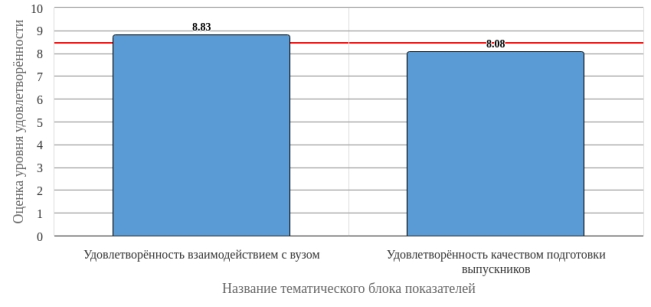 Оценка уровня удовлетворённости
10
9
8
7
6
5
4
3
2
1
0
8.83
8.08
Удовлетворённость взаимодействием с вузом
Удовлетворённость качеством подготовки
выпускников
Название тематического блока показателей